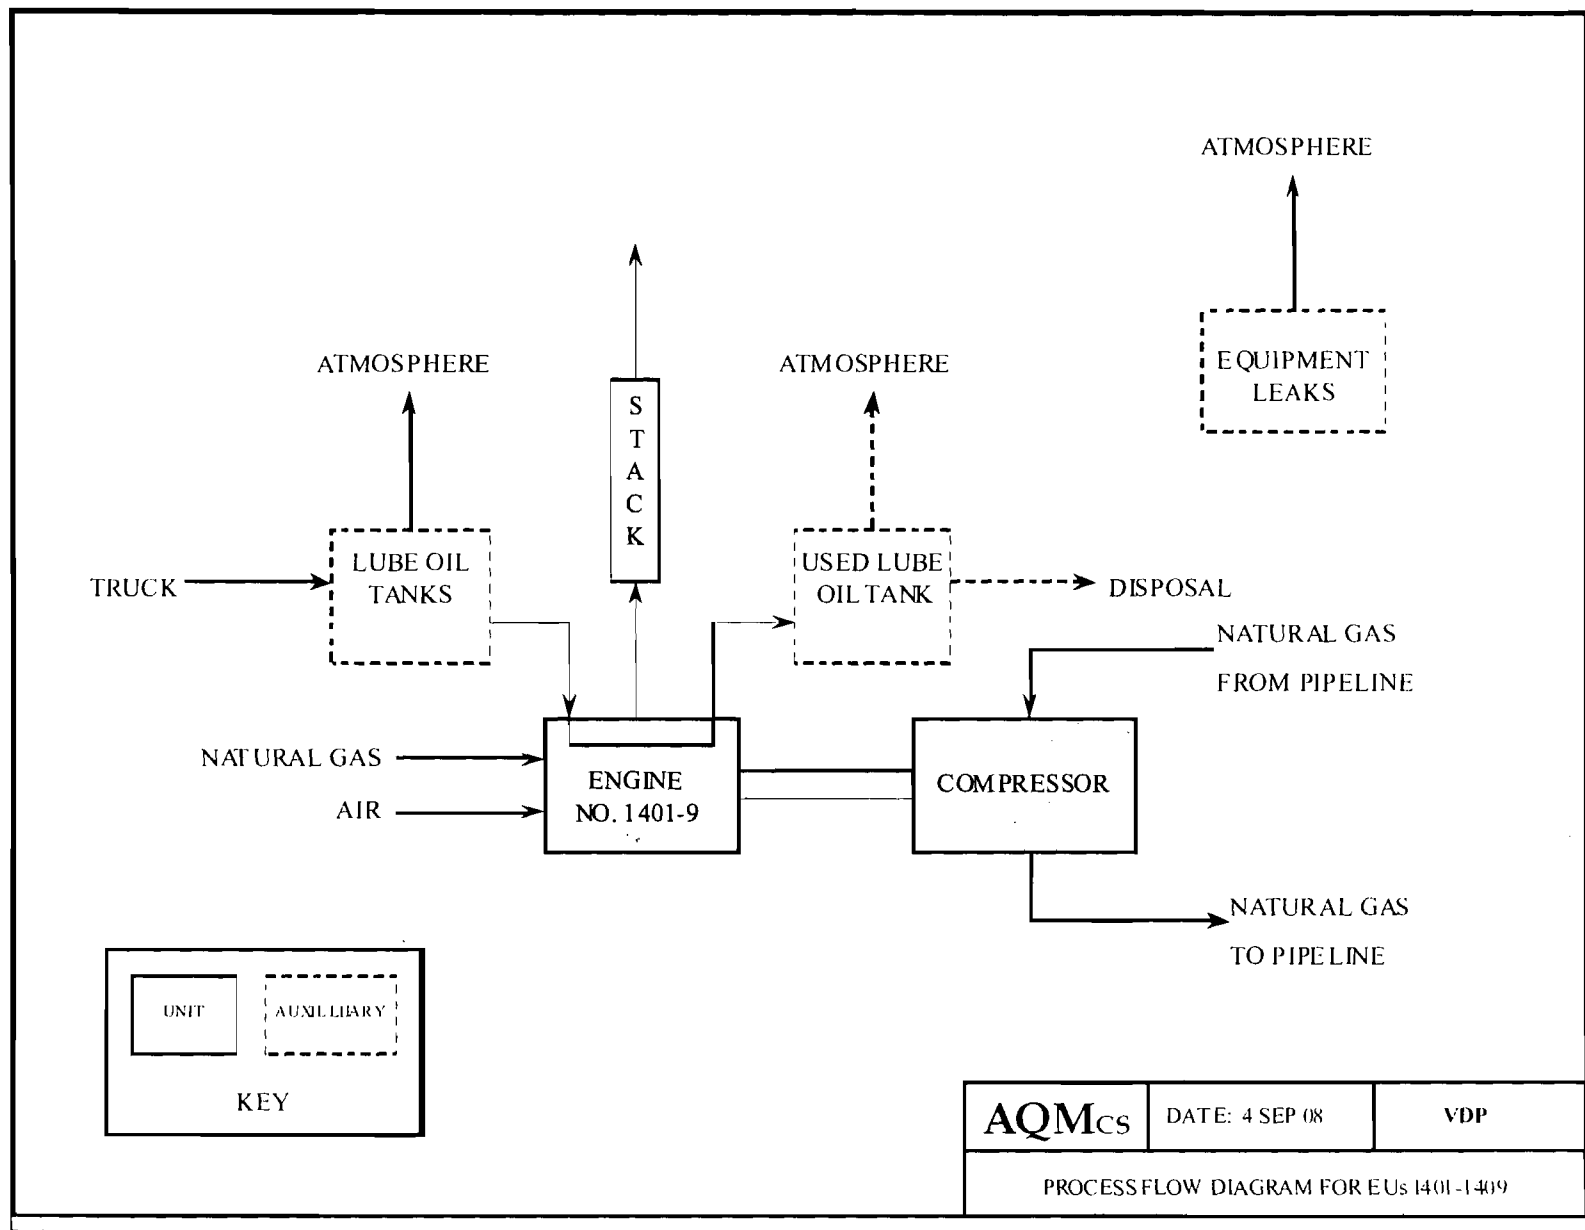 ATMOSPHERE
EQUIPMENT
LEAKS
ATMOSPHERE
S
T
A
C
K
ATMOSPHERE
TRUCK
LUBE OIL
TANKS
USED LUBE
OIL TANK
DISPOSAL
NATURAL GAS
FROM PIPELINE
NATURAL GAS
AIR
ENGINE
NO. 1401-9
COMPRESSOR
NATURAL GAS
TO PIPELINE
UNIT
AUXILLIARY
KEY
AQMCS
DATE: 4 SEP 08
VDP
PROCESS FLOW DIAGRAM FOR EUs 1401-1409